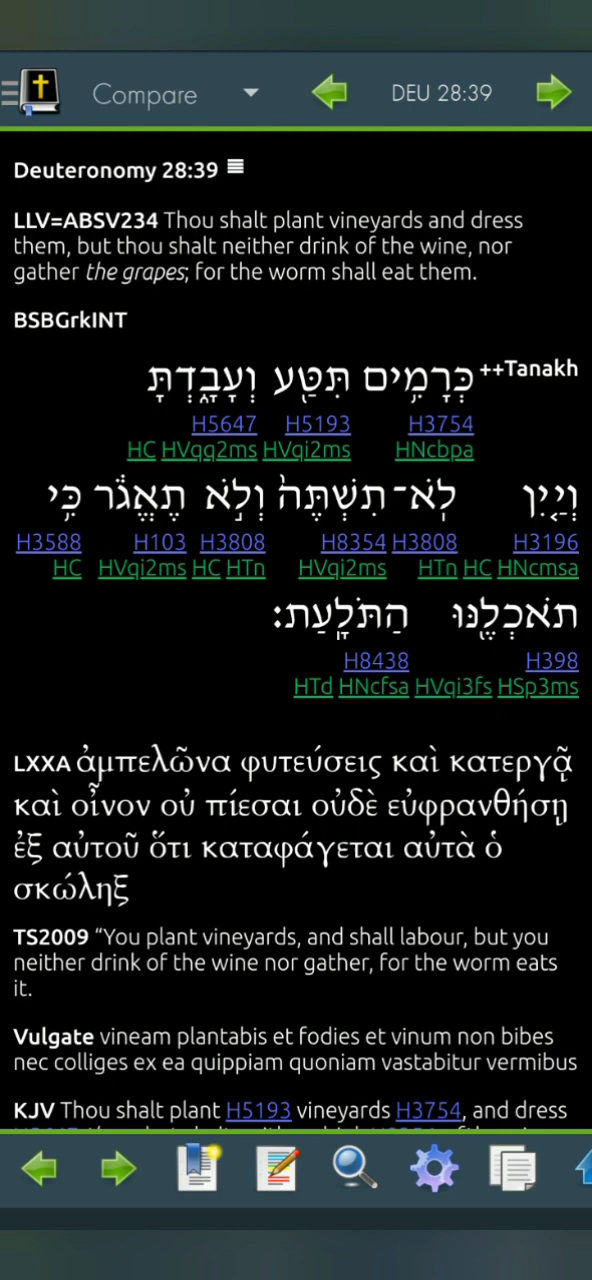 Compare DEU 28:39
Deuteronomy 28:39
LLV=ABSV234 Thou shalt plant vineyards and dress
them, but thou shalt neither drink of the wine, nor
gather the grapes; for the worm shall eat them.
BSBGrkINT
++Tanakh כְּרָמִ֥ים תִּטַּ֖ע וְעָבָ֑דְתָּ
H5647 H5193 H3754
HC HVqq2ms HVqi2ms HNcbpa
וְיַ֤יִן לֹֽא־תִשְׁתֶּה֙ וְלֹ֣א תֶאֱגֹ֔ר כִּ֥י
H3588 H103 H3808 H8354 H3808 H3196
HC HVqi2ms HC HTn HVqi2ms HTn HC HNcmsa
תֹאכְלֶ֖נּוּ הַתֹּלָֽעַת׃
H8438 H398
HTd HNcfsa HVqi3fs HSp3ms
LXXA ἀμπελῶνα φυτεύσεις καὶ κατεργᾷ
καὶ οἶνον οὐ πίεσαι οὐδὲ εὐφρανθήσῃ
ἐξ αὐτοῦ ὅτι καταφάγεται αὐτὰ ὁ
σκώληξ
TS2009 “You plant vineyards, and shall labour, but you
neither drink of the wine nor gather, for the worm eats
it.
Vulgate vineam plantabis et fodies et vinum non bibes
nec colliges ex ea quippiam quoniam vastabitur vermibus
KJV Thou shalt plant H5193 vineyards H3754, and dress